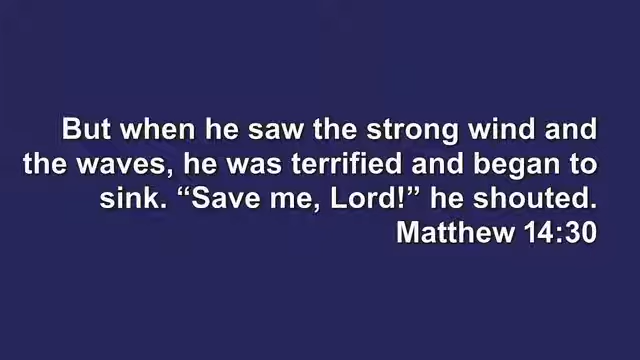 But when he saw the strong wind and
the waves, he was terrified and began to
sink. “Save me, Lord!” he shouted.
Matthew 14:30